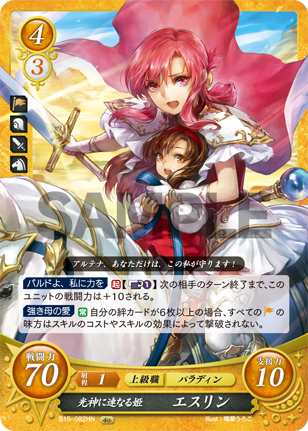 4
3
SAMPLE
アルテナ、あなただけは、この私が守ります!
バルドよ、私に力を 起【1】次の相手のターン終了まで、この
ユニットの戦闘力は+10される。
強き母の愛 常 自分の絆カードが6枚以上の場合、すべての
味方はスキルのコストやスキルの効果によって撃破されない。
戦闘力
70
射程 1 上級職 パラディン
支援力
10
光神に連なる姫 エスリン
B15-082HN